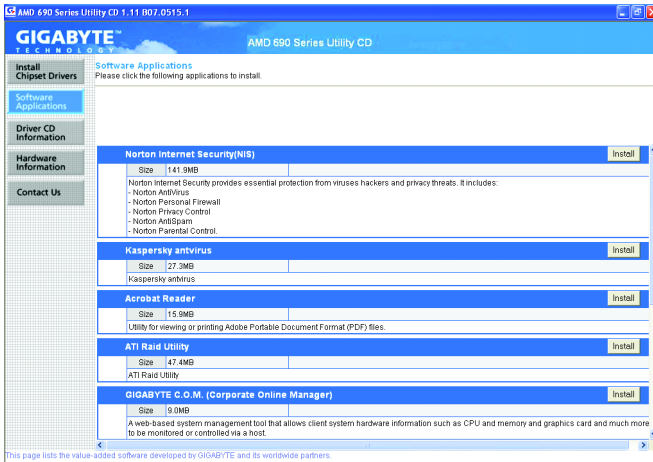 AMD 690 Series Utility CD 1.11 B07.0515.1
GIGABYTE™
TECHNOLOGY
AMD 690 Series Utility CD
Install
Chipset Drivers
Software
Applications
Driver CD
Information
Hardware
Information
Contact Us
Software Applications
Please click the following applications to install.
Norton Internet Security(NIS)
Install
Size 141.9MB
Norton Internet Security provides essential protection from viruses hackers and privacy threats. It includes:
- Norton AntiVirus
- Norton Personal Firewall
- Norton Privacy Control
- Norton AntiSpam
- Norton Parental Control.
Kaspersky antvirus
Install
Size 27.3MB
Kaspersky antvirus
Acrobat Reader
Install
Size 15.9MB
Utility for viewing or printing Adobe Portable Document Format (PDF) files.
ATI Raid Utility
Install
Size 47.4MB
ATI Raid Utility
GIGABYTE C.O.M. (Corporate Online Manager)
Install
Size 9.0MB
A web-based system management tool that allows client system hardware information such as CPU and memory and graphics card and much more
to be monitored or controlled via a host.
This page lists the value-added software developed by GIGABYTE and its worldwide partners.